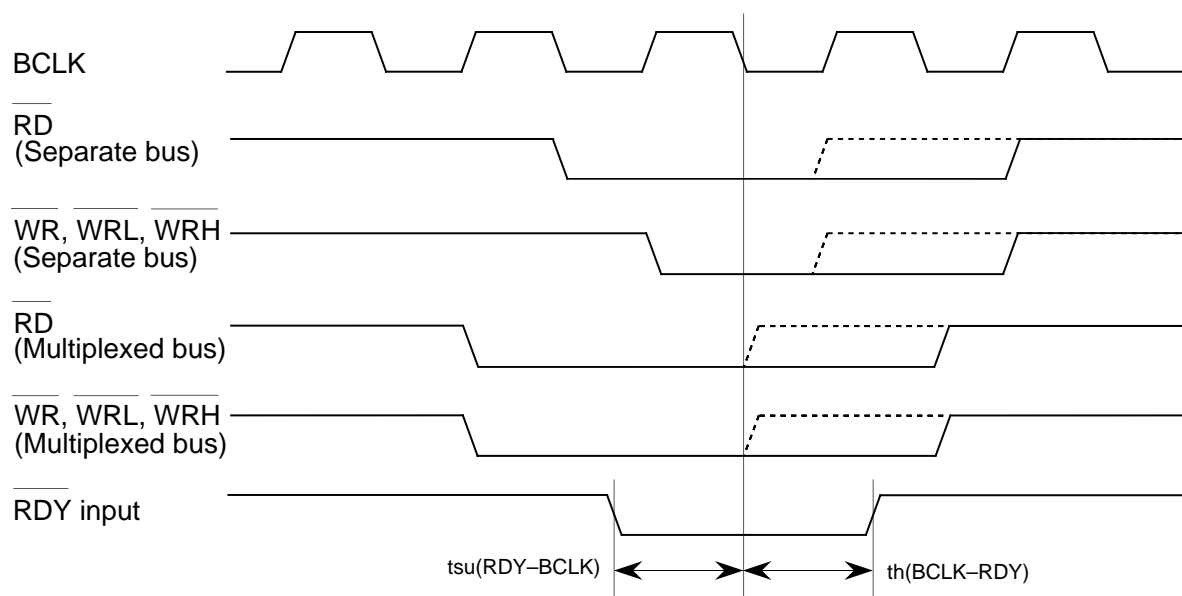 BCLK
RD
(Separate bus)
WR, WRL, WRH
(Separate bus)
RD
(Multiplexed bus)
WR, WRL, WRH
(Multiplexed bus)
RDY input
tsu(RDY–BCLK)
th(BCLK–RDY)